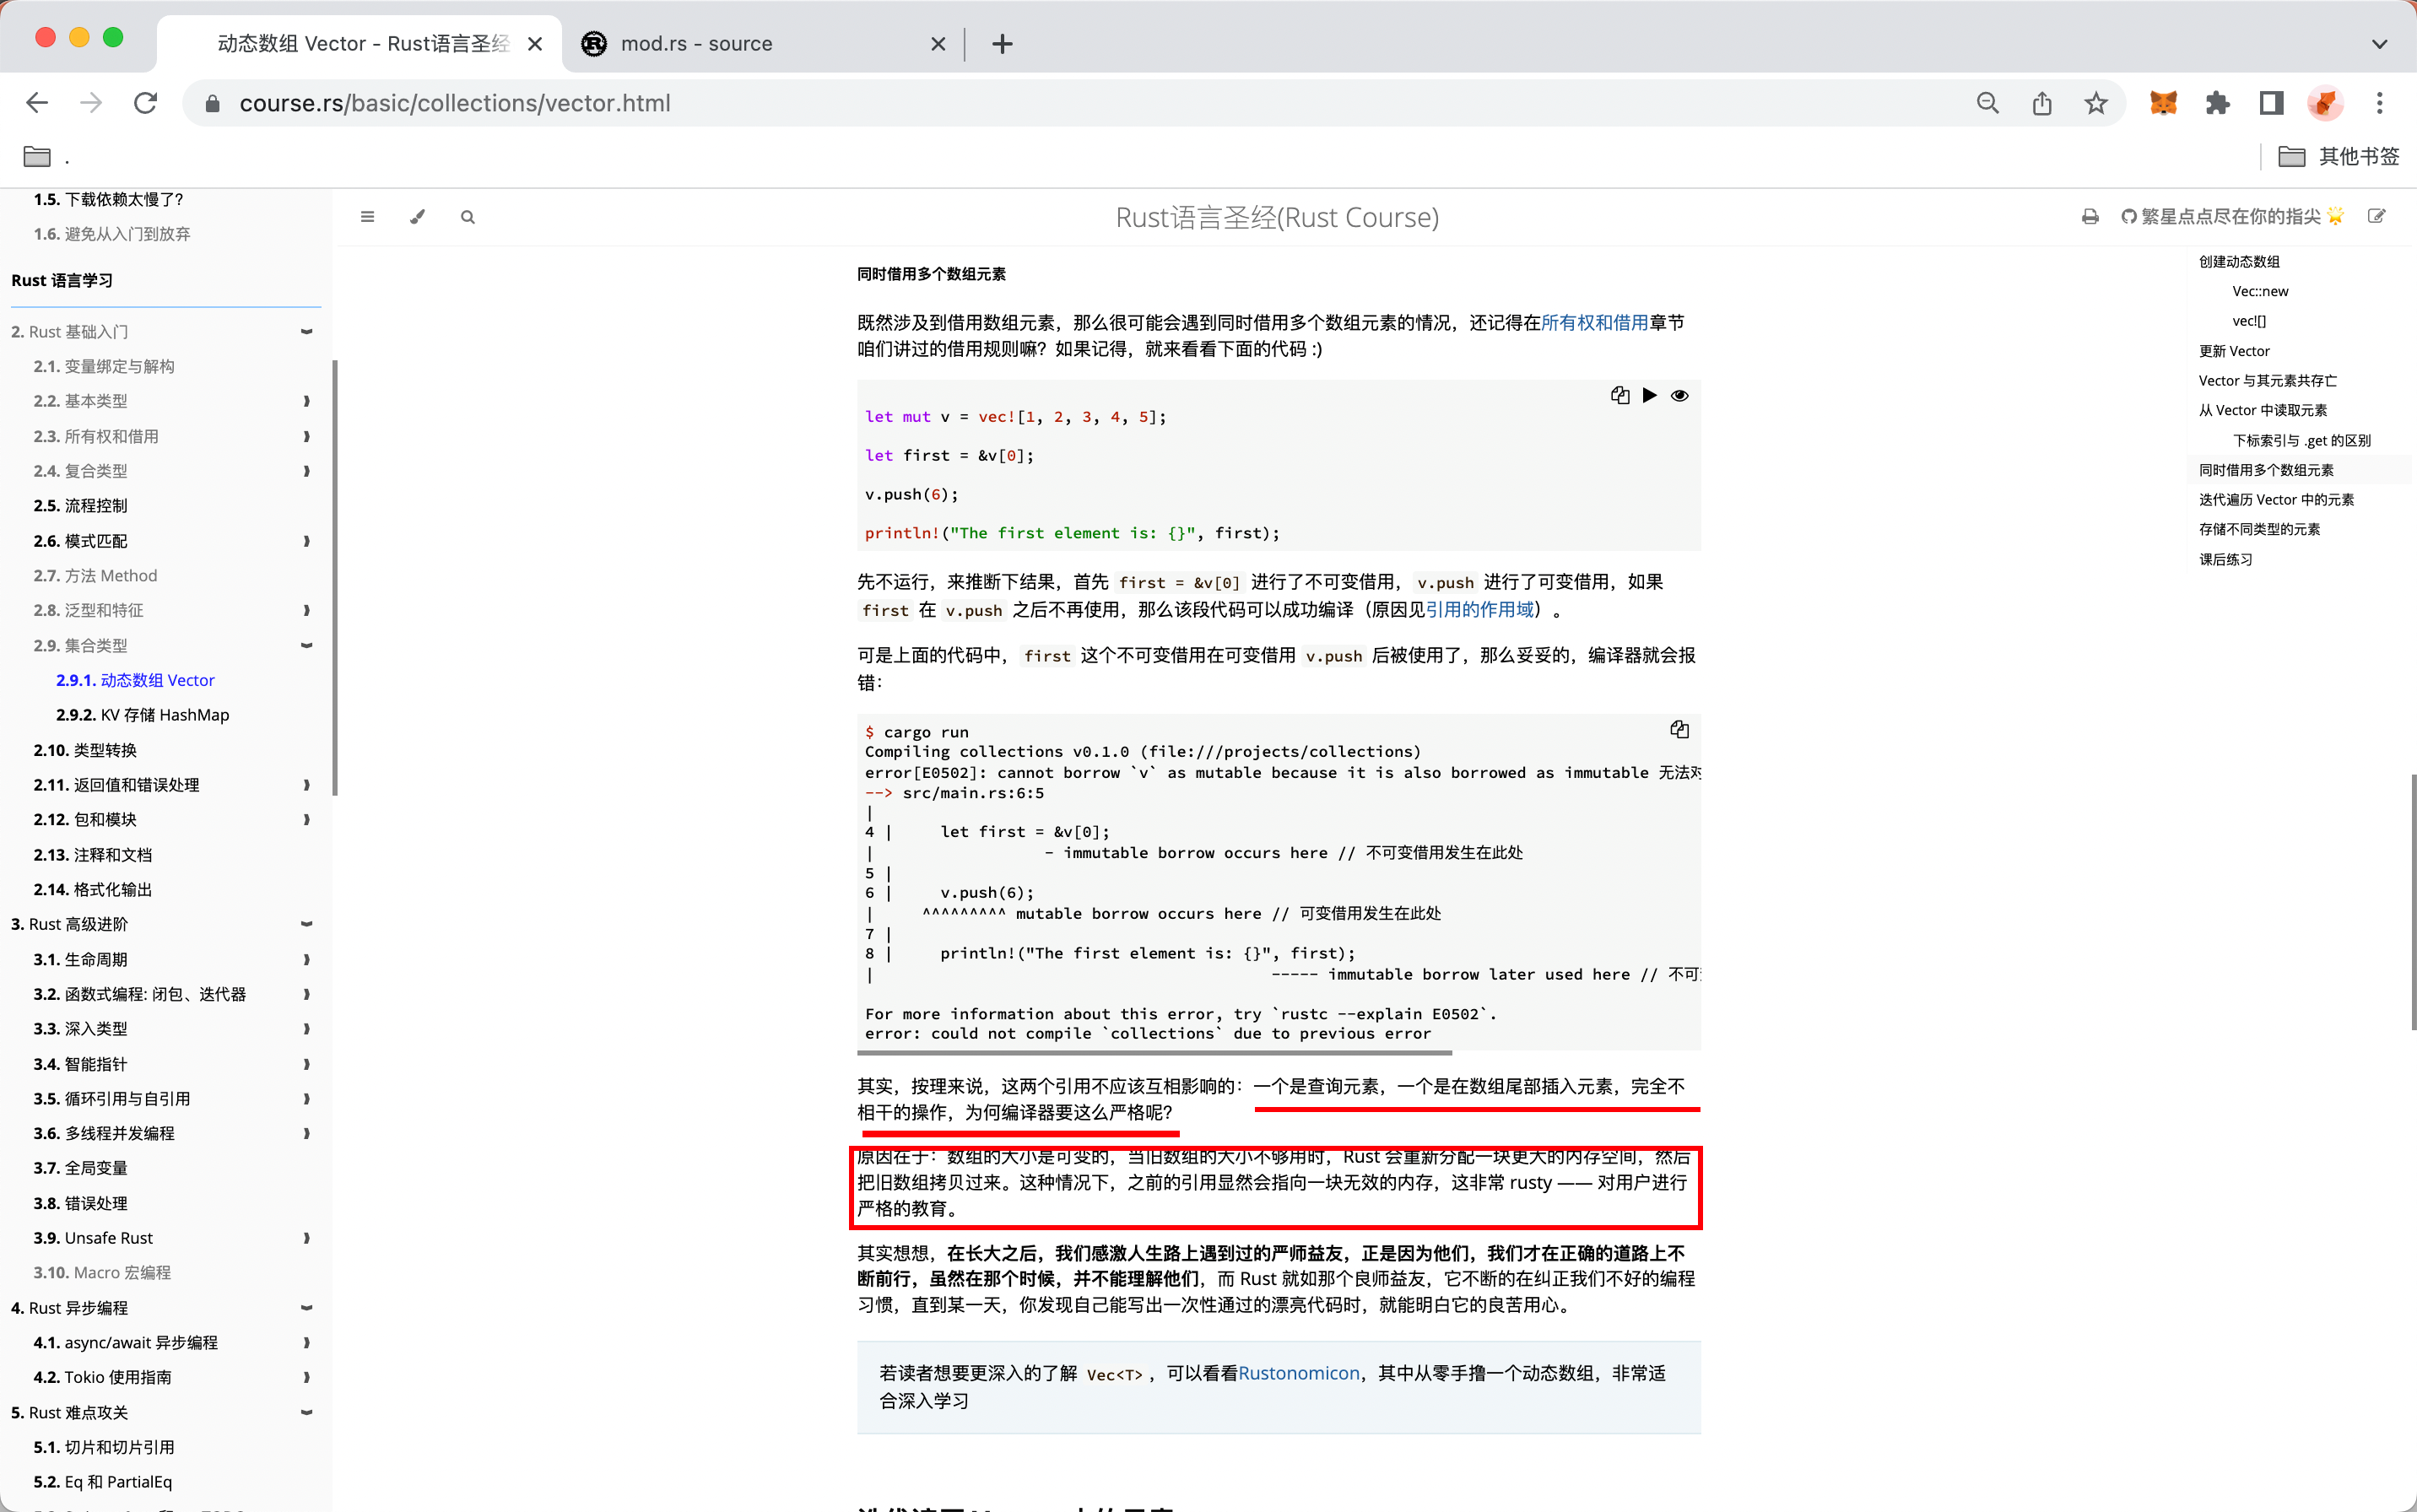 动态数组 Vector - Rust语言圣经
mod.rs - source
course.rs/basic/collections/vector.html
.
其他书签
1.5. 下载依赖太慢了?
1.6. 避免从入门到放弃
Rust 语言学习
2. Rust 基础入门
2.1. 变量绑定与解构
2.2. 基本类型
2.3. 所有权和借用
2.4. 复合类型
2.5. 流程控制
2.6. 模式匹配
2.7. 方法 Method
2.8. 泛型和特征
2.9. 集合类型
2.9.1. 动态数组 Vector
2.9.2. KV 存储 HashMap
2.10. 类型转换
2.11. 返回值和错误处理
2.12. 包和模块
2.13. 注释和文档
2.14. 格式化输出
3. Rust 高级进阶
3.1. 生命周期
3.2. 函数式编程: 闭包、迭代器
3.3. 深入类型
3.4. 智能指针
3.5. 循环引用与自引用
3.6. 多线程并发编程
3.7. 全局变量
3.8. 错误处理
3.9. Unsafe Rust
3.10. Macro 宏编程
4. Rust 异步编程
4.1. async/await 异步编程
4.2. Tokio 使用指南
5. Rust 难点攻关
5.1. 切片和切片引用
5.2. Eq 和 PartialEq
Rust语言圣经(Rust Course)
繁星点点尽在你的指尖 🌟
同时借用多个数组元素
既然涉及到借用数组元素，那么很可能会遇到同时借用多个数组元素的情况，还记得在所有权和借用章节
咱们讲过的借用规则嘛？如果记得，就来看看下面的代码 :)
let mut v = vec![1, 2, 3, 4, 5];
let first = &v[0];
v.push(6);
println!("The first element is: {}", first);
先不运行，来推断下结果，首先 first = &v[0] 进行了不可变借用，v.push 进行了可变借用，如果
first 在 v.push 之后不再使用，那么该段代码可以成功编译（原因见引用的作用域）。
可是上面的代码中，first 这个不可变借用在可变借用 v.push 后被使用了，那么妥妥的，编译器就会报
错：
$ cargo run
Compiling collections v0.1.0 (file:///projects/collections)
error[E0502]: cannot borrow `v` as mutable because it is also borrowed as immutable 无法对
--> src/main.rs:6:5
|
4 |     let first = &v[0];
|                  - immutable borrow occurs here // 不可变借用发生在此处
5 |
6 |     v.push(6);
|     ^^^^^^^^^ mutable borrow occurs here // 可变借用发生在此处
7 |
8 |     println!("The first element is: {}", first);
|                                          ----- immutable borrow later used here // 不可
For more information about this error, try `rustc --explain E0502`.
error: could not compile `collections` due to previous error
其实，按理来说，这两个引用不应该互相影响的：一个是查询元素，一个是在数组尾部插入元素，完全不
相干的操作，为何编译器要这么严格呢？
原因在于：数组的大小是可变的，当旧数组的大小不够用时，Rust 会重新分配一块更大的内存空间，然后
把旧数组拷贝过来。这种情况下，之前的引用显然会指向一块无效的内存，这非常 rusty —— 对用户进行
严格的教育。
其实想想，在长大之后，我们感激人生路上遇到过的严师益友，正是因为他们，我们才在正确的道路上不
断前行，虽然在那个时候，并不能理解他们，而 Rust 就如那个良师益友，它不断的在纠正我们不好的编程
习惯，直到某一天，你发现自己能写出一次性通过的漂亮代码时，就能明白它的良苦用心。
若读者想要更深入的了解 Vec<T>，可以看看Rustonomicon，其中从零手撸一个动态数组，非常适
合深入学习
创建动态数组
Vec::new
vec![]
更新 Vector
Vector 与其元素共存亡
从 Vector 中读取元素
下标索引与 .get 的区别
同时借用多个数组元素
迭代遍历 Vector 中的元素
存储不同类型的元素
课后练习